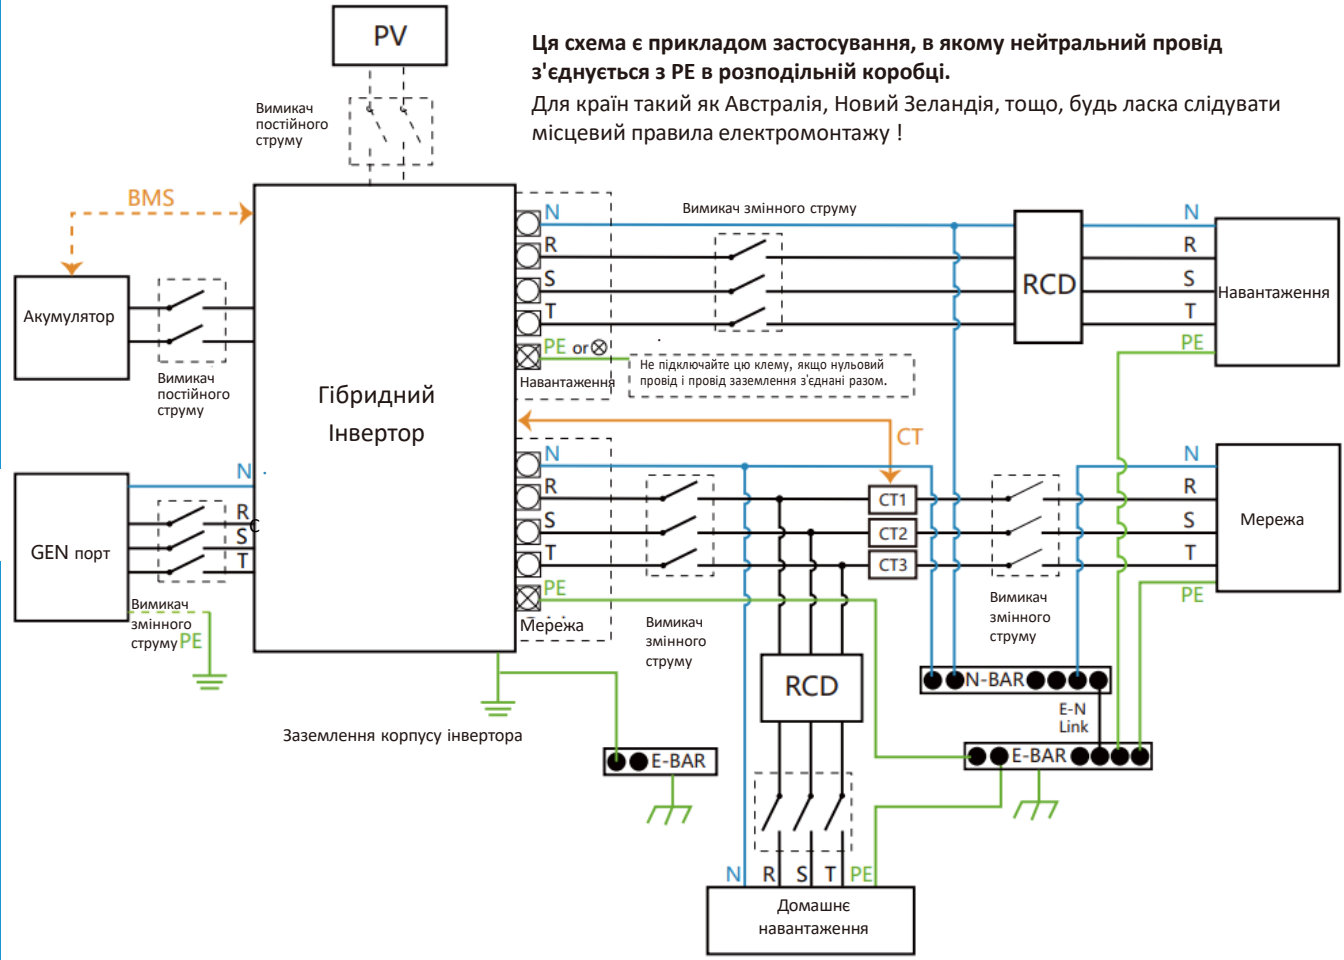 PV
Ця схема є прикладом застосування, в якому нейтральний провід
з'єднується з PE в розподільній коробці.
Для країн такий як Австралія, Новий Зеландія, тощо, будь ласка слідувати
місцевий правила електромонтажу !
Вимикач
постійного
струму
BMS
Акумулятор
Вимикач
постійного
струму
Гібридний
Інвертор
N
R
S
T
PE or
Навантаження
Вимикач змінного струму
Не підключайте цю клему, якщо нульовий
провід і провід заземлення з'єднані разом.
RCD
N
R
S
T
PE
Навантаження
CT
N
R
S
T
PE
Мережа
Вимикач
змінного
струму
CT1
CT2
CT3
Вимикач
змінного
струму
N
R
S
T
PE
Мережа
GEN порт
N
R
C
S
T
Вимикач
змінного
струму PE
Заземлення корпусу інвертора
E-BAR
RCD
N-BAR
E-N
Link
E-BAR
N R S T PE
Домашнє
навантаження